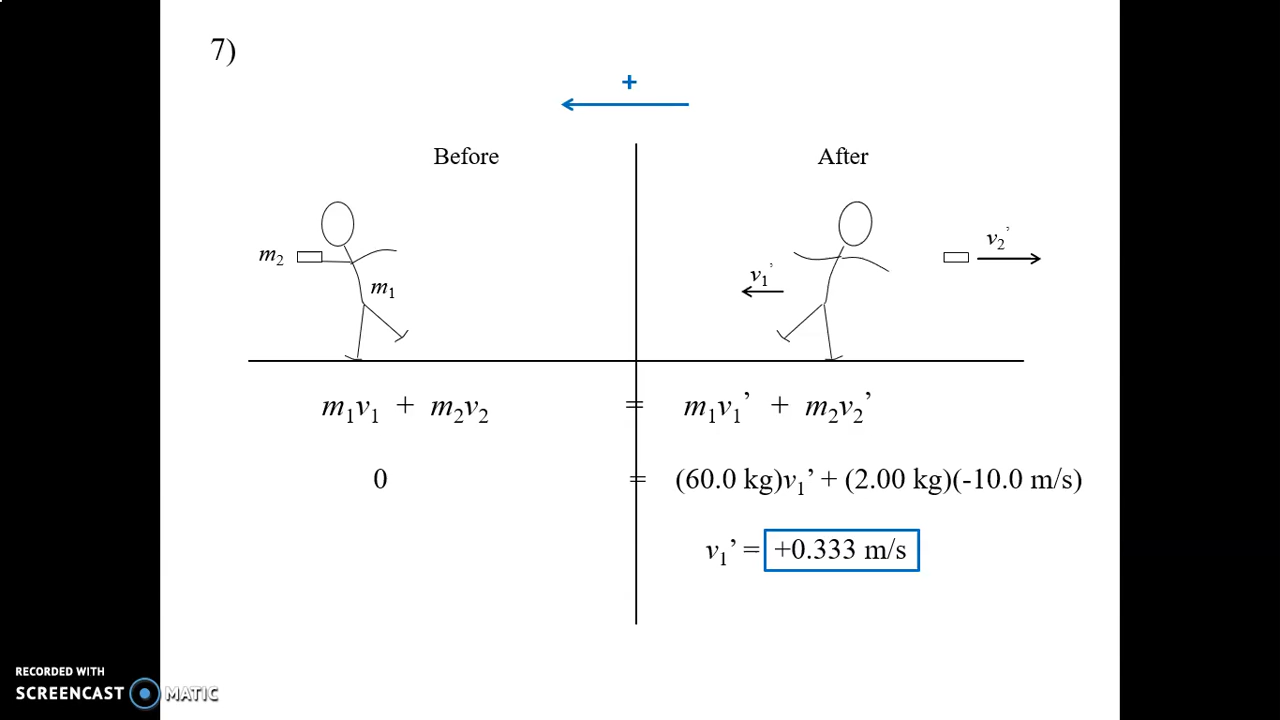 7)
+
Before
After
m₂
m₁
v₁’
v₂’
m₁v₁ + m₂v₂ = m₁v₁’ + m₂v₂’
0 = (60.0 kg)v₁’ + (2.00 kg)(-10.0 m/s)
v₁’ = +0.333 m/s
RECORDED WITH
SCREENCAST MATIC